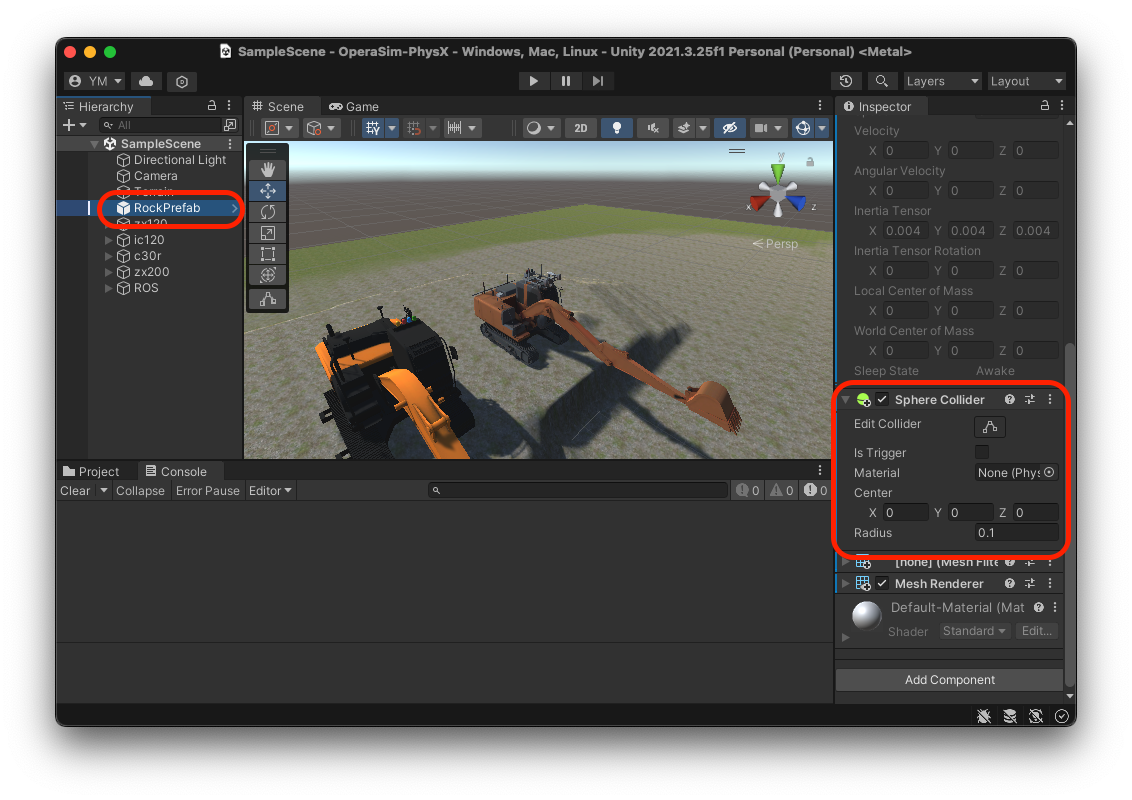 SampleScene - OperaSim-PhysX - Windows, Mac, Linux - Unity 2021.3.25f1 Personal (Personal) <Metal>
YM
Layers
Layout
Hierarchy
All
SampleScene
Directional Light
Camera
Terrain
RockPrefab
zx120
ic120
c30r
zx200
ROS
Scene
Game
2D
y
x
z
Persp
Project
Console
Clear
Collapse
Error Pause
Editor
0
0
0
Inspector
Velocity
X 0 Y 0 Z 0
Angular Velocity
X 0 Y 0 Z 0
Inertia Tensor
X 0.004 Y 0.004 Z 0.004
Inertia Tensor Rotation
X 0 Y 0 Z 0
Local Center of Mass
X 0 Y 0 Z 0
World Center of Mass
X 0 Y 0 Z 0
Sleep State Awake
Sphere Collider
Edit Collider
Is Trigger
Material None (Phys
Center
X 0 Y 0 Z 0
Radius 0.1
[none] (Mesh Filte
Mesh Renderer
Default-Material (Mat
Shader Standard Edit...
Add Component